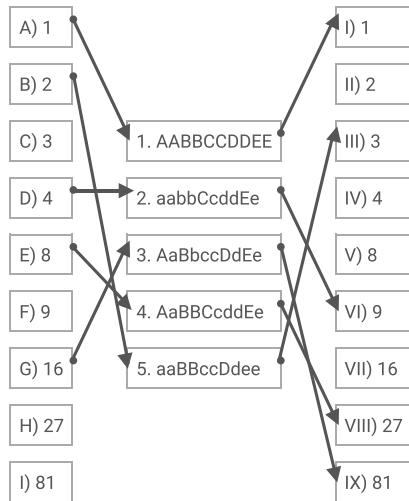 A) 1
B) 2
C) 3
D) 4
E) 8
F) 9
G) 16
H) 27
I) 81
1. AABBCCDDEE
2. aabbCcddEe
3. AaBbccDdEe
4. AaBBCcddEe
5. aaBBccDdee
I) 1
II) 2
III) 3
IV) 4
V) 8
VI) 9
VII) 16
VIII) 27
IX) 81